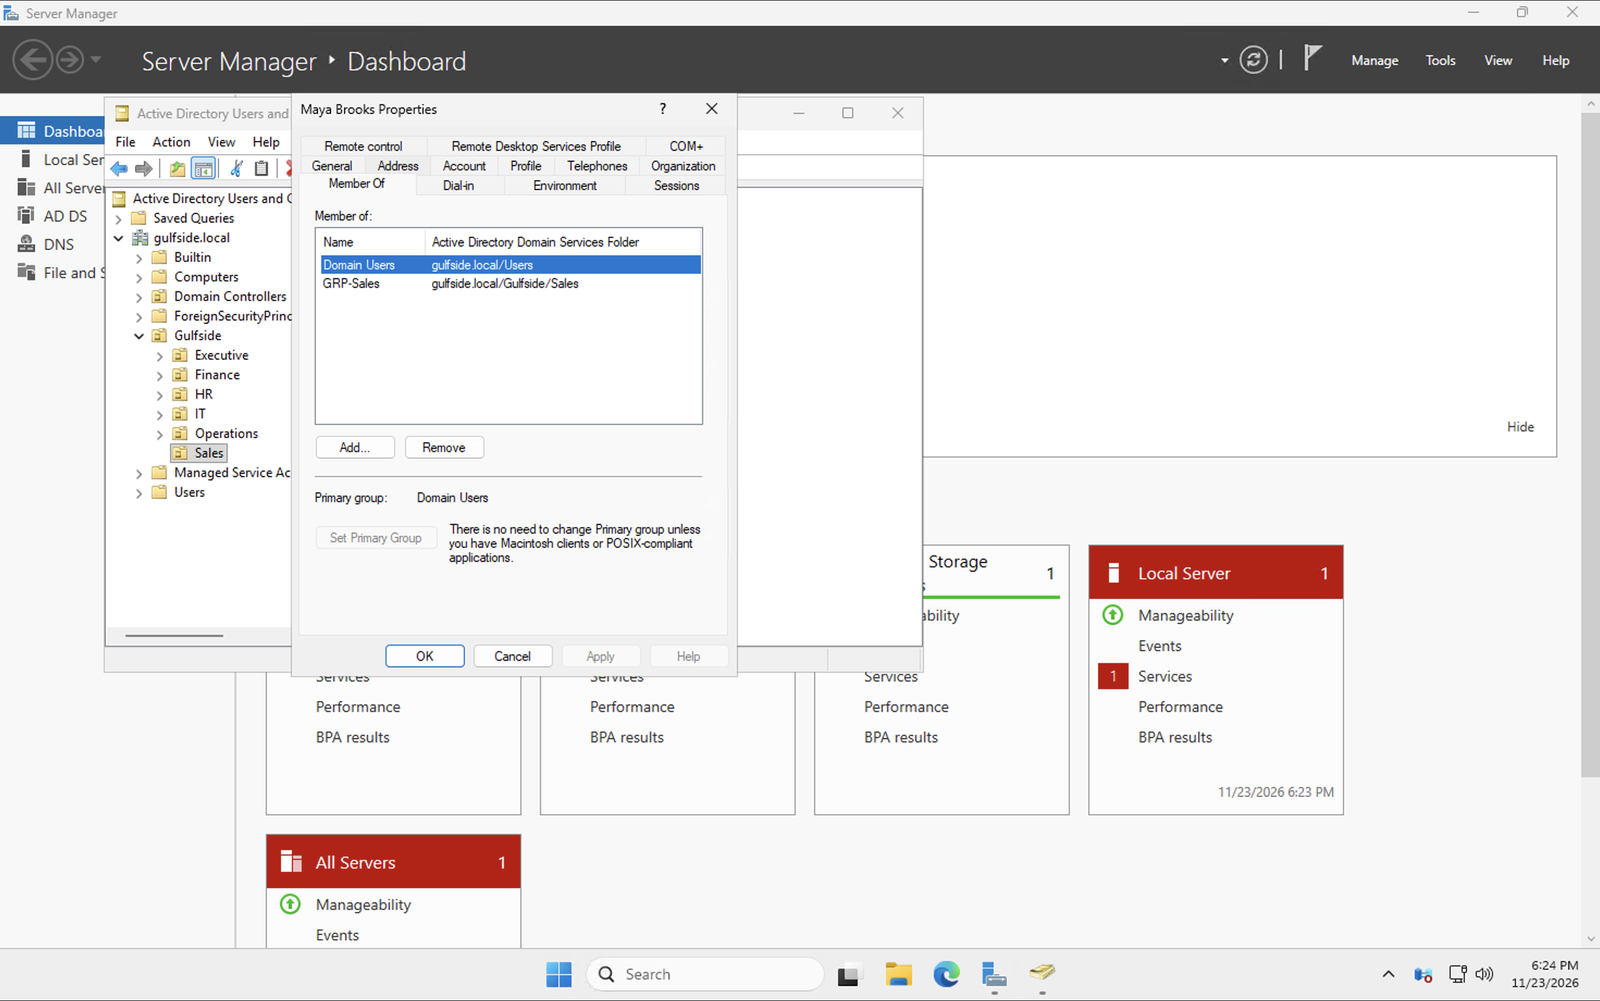 Server Manager
Server Manager • Dashboard
Manage Tools View Help
Dashboa
Local Ser
All Serve
AD DS
DNS
File and S
Active Directory Users and
File Action View Help
Active Directory Users and C
Saved Queries
gulfside.local
Builtin
Computers
Domain Controllers
ForeignSecurityPrinc
Gulfside
Executive
Finance
HR
IT
Operations
Sales
Managed Service Ac
Users
Maya Brooks Properties
?
Remote control Remote Desktop Services Profile COM+
General Address Account Profile Telephones Organization
Member Of Dial-in Environment Sessions
Member of:
Name Active Directory Domain Services Folder
Domain Users gulfside.local/Users
GRP-Sales gulfside.local/Gulfside/Sales
Add... Remove
Primary group: Domain Users
Set Primary Group
There is no need to change Primary group unless
you have Macintosh clients or POSIX-compliant
applications.
OK Cancel Apply Help
Hide
Services
Performance
BPA results
Services
Performance
BPA results
Storage 1
ability
Services
Performance
BPA results
Local Server 1
Manageability
Events
1 Services
Performance
BPA results
11/23/2026 6:23 PM
All Servers 1
Manageability
Events
Search
6:24 PM
11/23/2026